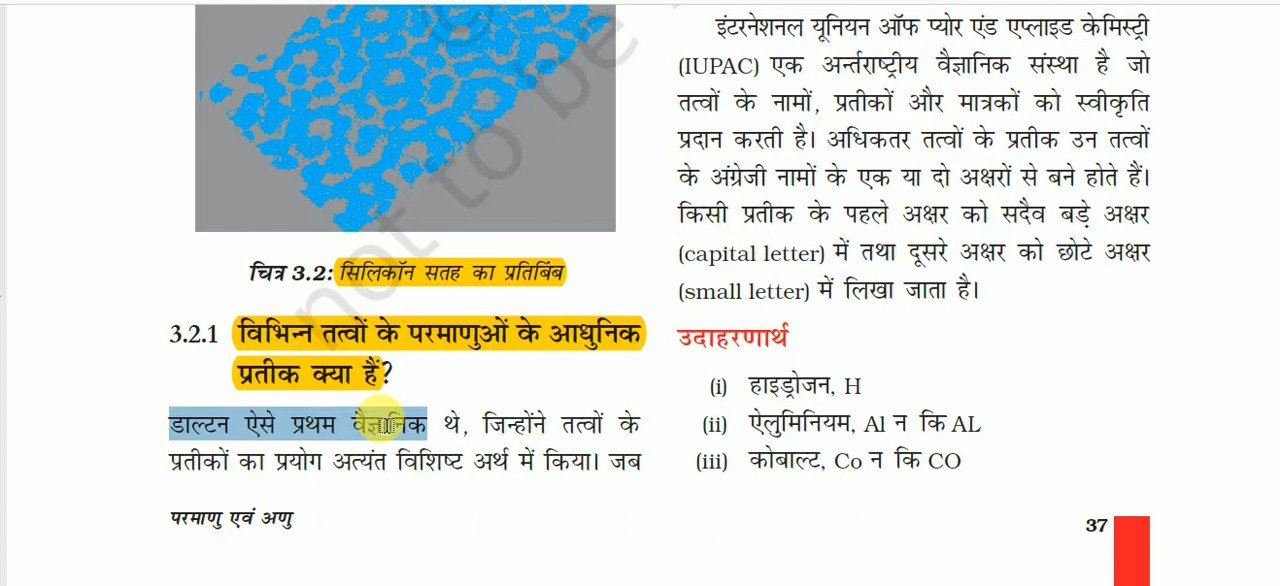 not to be
चित्र 3.2: सिलिकॉन सतह का प्रतिबिंब
3.2.1 विभिन्न तत्वों के परमाणुओं के आधुनिक
प्रतीक क्या हैं?
डाल्टन ऐसे प्रथम वैज्ञानिक थे, जिन्होंने तत्वों के
प्रतीकों का प्रयोग अत्यंत विशिष्ट अर्थ में किया। जब
इंटरनेशनल यूनियन ऑफ प्योर एंड एप्लाइड केमिस्ट्री
(IUPAC) एक अर्न्तराष्ट्रीय वैज्ञानिक संस्था है जो
तत्वों के नामों, प्रतीकों और मात्रकों को स्वीकृति
प्रदान करती है। अधिकतर तत्वों के प्रतीक उन तत्वों
के अंग्रेजी नामों के एक या दो अक्षरों से बने होते हैं।
किसी प्रतीक के पहले अक्षर को सदैव बड़े अक्षर
(capital letter) में तथा दूसरे अक्षर को छोटे अक्षर
(small letter) में लिखा जाता है।
उदाहरणार्थ
(i) हाइड्रोजन, H
(ii) ऐलुमिनियम, Al न कि AL
(iii) कोबाल्ट, Co न कि CO
परमाणु एवं अणु
37